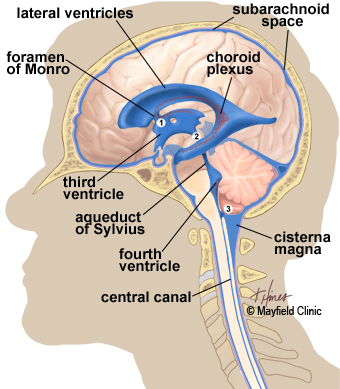 lateral ventricles
subarachnoid
space
foramen
of Monro
choroid
plexus
1
2
third
ventricle
aqueduct
of Sylvius
3
fourth
ventricle
cisterna
magna
central canal
© Mayfield Clinic